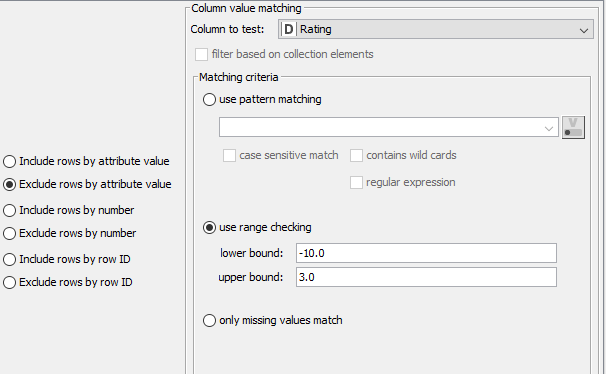 Column value matching
Column to test: D Rating
filter based on collection elements
Matching criteria
use pattern matching
V
case sensitive match contains wild cards
regular expression
use range checking
lower bound: -10.0
upper bound: 3.0
only missing values match
Include rows by attribute value
Exclude rows by attribute value
Include rows by number
Exclude rows by number
Include rows by row ID
Exclude rows by row ID